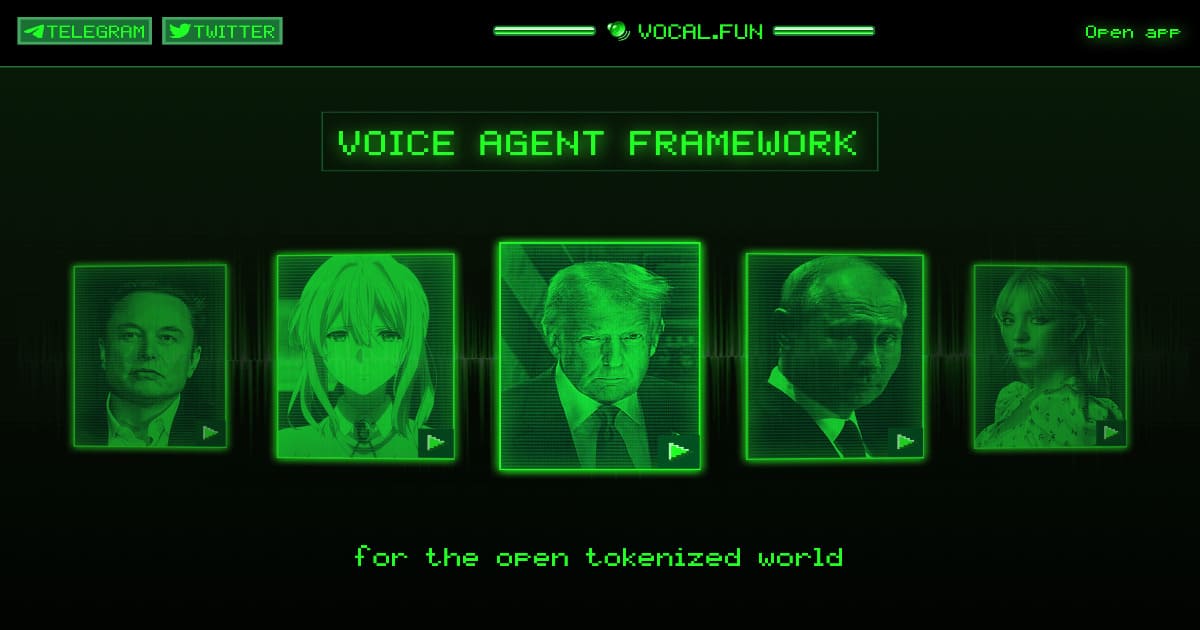 TELEGRAM
TWITTER
VOCAL.FUN
Open app
VOICE AGENT FRAMEWORK
for the open tokenized world